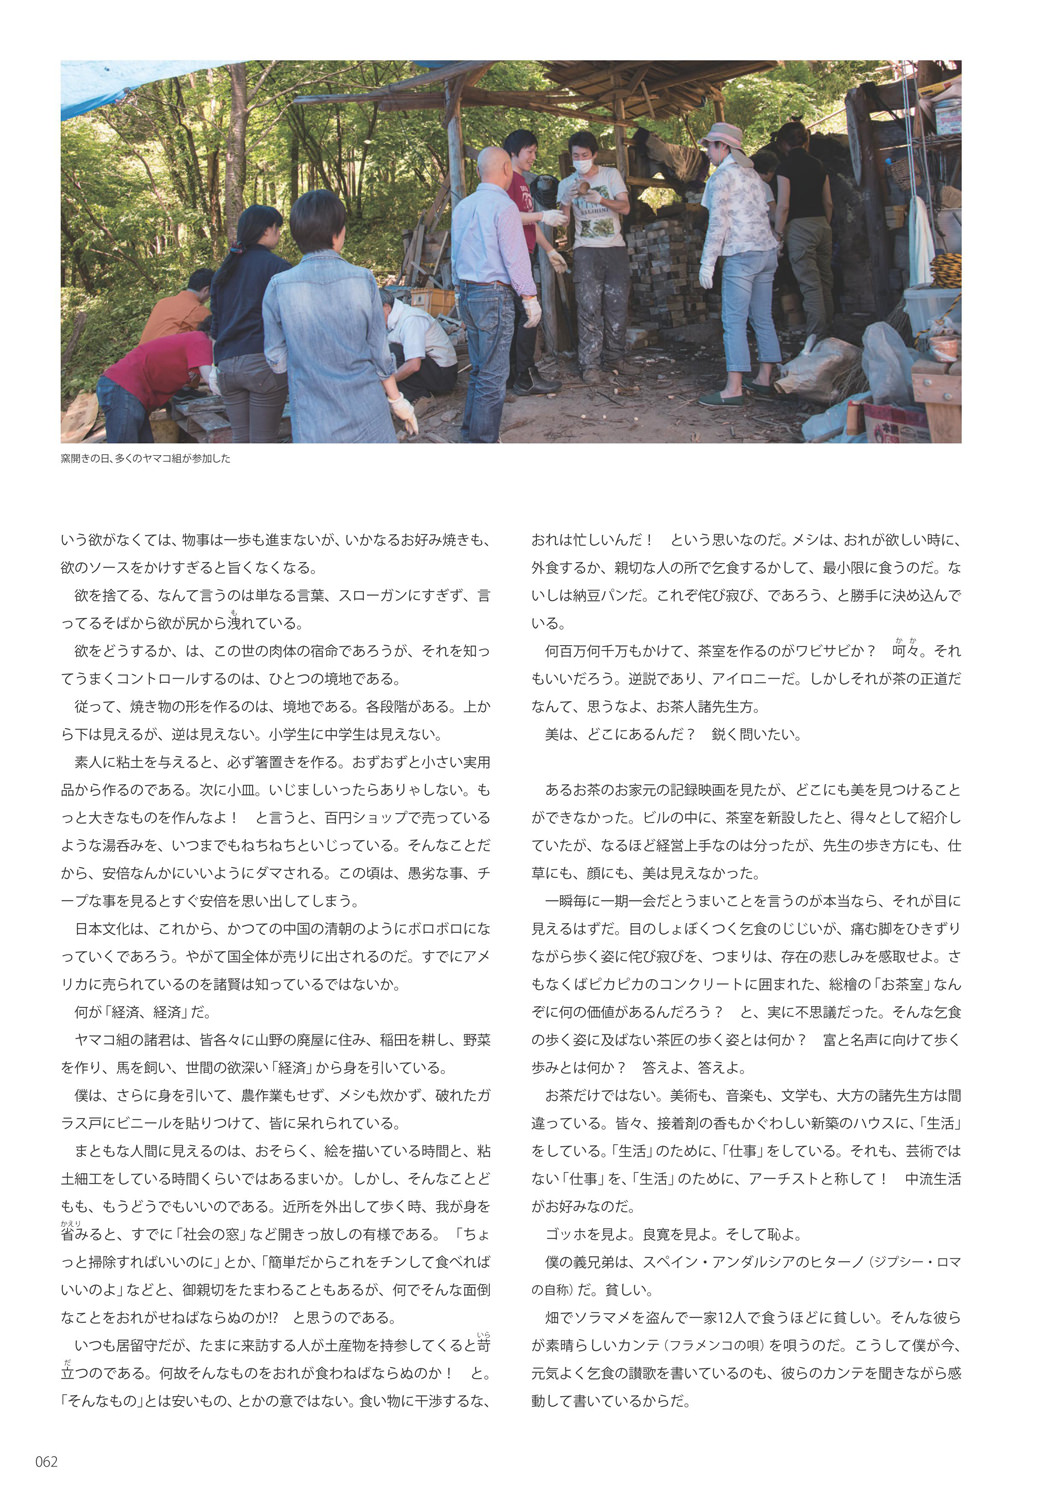 窯開きの日、多くのヤマコ組が参加した
いう欲がなくては、物事は一歩も進まないが、いかなるお好み焼きも、
欲のソースをかけすぎると旨くなくなる。
欲を捨てる、なんて言うのは単なる言葉、スローガンにすぎず、言
ってるそばから欲が尻から洩れている。
欲をどうするか、は、この世の肉体の宿命であろうが、それを知っ
てうまくコントロールするのは、ひとつの境地である。
従って、焼き物の形を作るのは、境地である。各段階がある。上か
ら下は見えるが、逆は見えない。小学生に中学生は見えない。
素人に粘土を与えると、必ず箸置きを作る。おずおずと小さい実用
品から作るのである。次に小皿。いじましいったらありゃしない。も
っと大きなものを作んなよ！　と言うと、百円ショップで売っている
ような湯呑みを、いつまでもねちねちといじっている。そんなことだ
から、安倍なんかにいいようにダマされる。この頃は、愚劣な事、チ
ープな事を見るとすぐ安倍を思い出してしまう。
日本文化は、これから、かつての中国の清朝のようにボロボロにな
っていくであろう。やがて国全体が売りに出されるのだ。すでにアメ
リカに売られているのを諸賢は知っているではないか。
何が「経済、経済」だ。
ヤマコ組の諸君は、皆各々に山野の廃屋に住み、稲田を耕し、野菜
を作り、馬を飼い、世間の欲深い「経済」から身を引いている。
僕は、さらに身を引いて、農作業もせず、メシも炊かず、破れたガ
ラス戸にビニールを貼りつけて、皆に呆れられている。
まともな人間に見えるのは、おそらく、絵を描いている時間と、粘
土細工をしている時間くらいではあるまいか。しかし、そんなことど
もも、もうどうでもいいのである。近所を外出して歩く時、我が身を
省みると、すでに「社会の窓」など開きっ放しの有様である。「ちょ
っと掃除すればいいのに」とか、「簡単だからこれをチンして食べれば
いいのよ」などと、御親切をたまわることもあるが、何でそんな面倒
なことをおれがせねばならぬのか!?　と思うのである。
いつも居留守だが、たまに来訪する人が土産物を持参してくると苛
立つのである。何故そんなものをおれが食わねばならぬのか！　と。
「そんなもの」とは安いもの、とかの意ではない。食い物に干渉するな、
おれは忙しいんだ！　という思いなのだ。メシは、おれが欲しい時に、
外食するか、親切な人の所で乞食するかして、最小限に食うのだ。な
いしは納豆パンだ。これぞ侘び寂び、であろう、と勝手に決め込んで
いる。
何百万何千万もかけて、茶室を作るのがワビサビか？　呵々。それ
もいいだろう。逆説であり、アイロニーだ。しかしそれが茶の正道だ
なんて、思うなよ、お茶人諸先生方。
美は、どこにあるんだ？　鋭く問いたい。
あるお茶のお家元の記録映画を見たが、どこにも美を見つけること
ができなかった。ビルの中に、茶室を新設したと、得々として紹介し
ていたが、なるほど経営上手なのは分ったが、先生の歩き方にも、仕
草にも、顔にも、美は見えなかった。
一瞬毎に一期一会だとうまいことを言うのが本当なら、それが目に
見えるはずだ。目のしょぼくつく乞食のじじいが、痛む脚をひきずり
ながら歩く姿に侘び寂びを、つまりは、存在の悲しみを感取せよ。さ
もなくばピカピカのコンクリートに囲まれた、総檜の「お茶室」なん
ぞに何の価値があるんだろう？　と、実に不思議だった。そんな乞食
の歩く姿に及ばない茶匠の歩く姿とは何か？　富と名声に向けて歩く
歩みとは何か？　答えよ、答えよ。
お茶だけではない。美術も、音楽も、文学も、大方の諸先生方は間
違っている。皆々、接着剤の香もかぐわしい新築のハウスに、「生活」
をしている。「生活」のために、「仕事」をしている。それも、芸術では
ない「仕事」を、「生活」のために、アーチストと称して！　中流生活
がお好みなのだ。
ゴッホを見よ。良寛を見よ。そして恥よ。
僕の義兄弟は、スペイン・アンダルシアのヒターノ（ジプシー・ロマ
の自称）だ。貧しい。
畑でソラマメを盗んで一家12人で食うほどに貧しい。そんな彼ら
が素晴らしいカンテ（フラメンコの唄）を唄うのだ。こうして僕が今、
元気よく乞食の讃歌を書いているのも、彼らのカンテを聞きながら感
動して書いているからだ。
062